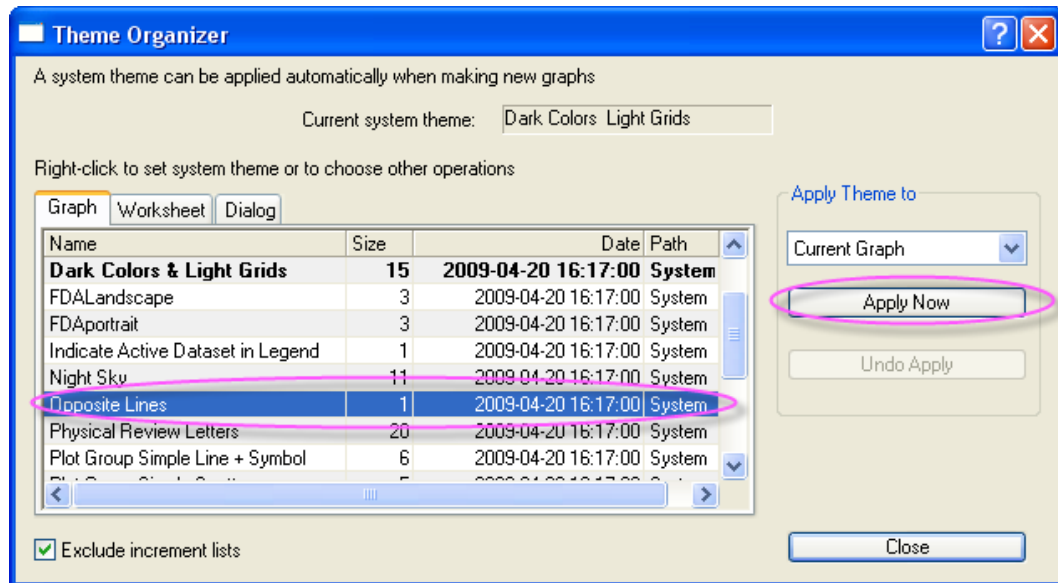 Theme Organizer
A system theme can be applied automatically when making new graphs
Current system theme: Dark Colors Light Grids
Right-click to set system theme or to choose other operations
Graph Worksheet Dialog
Name Size Date Path
Dark Colors & Light Grids 15 2009-04-20 16:17:00 System
FDALandscape 3 2009-04-20 16:17:00 System
FDAportrait 3 2009-04-20 16:17:00 System
Indicate Active Dataset in Legend 1 2009-04-20 16:17:00 System
Night Sky 11 2009-04-20 16:17:00 System
Opposite Lines 1 2009-04-20 16:17:00 System
Physical Review Letters 20 2009-04-20 16:17:00 System
Plot Group Simple Line + Symbol 6 2009-04-20 16:17:00 System
Exclude increment lists
Apply Theme to
Current Graph
Apply Now
Undo Apply
Close